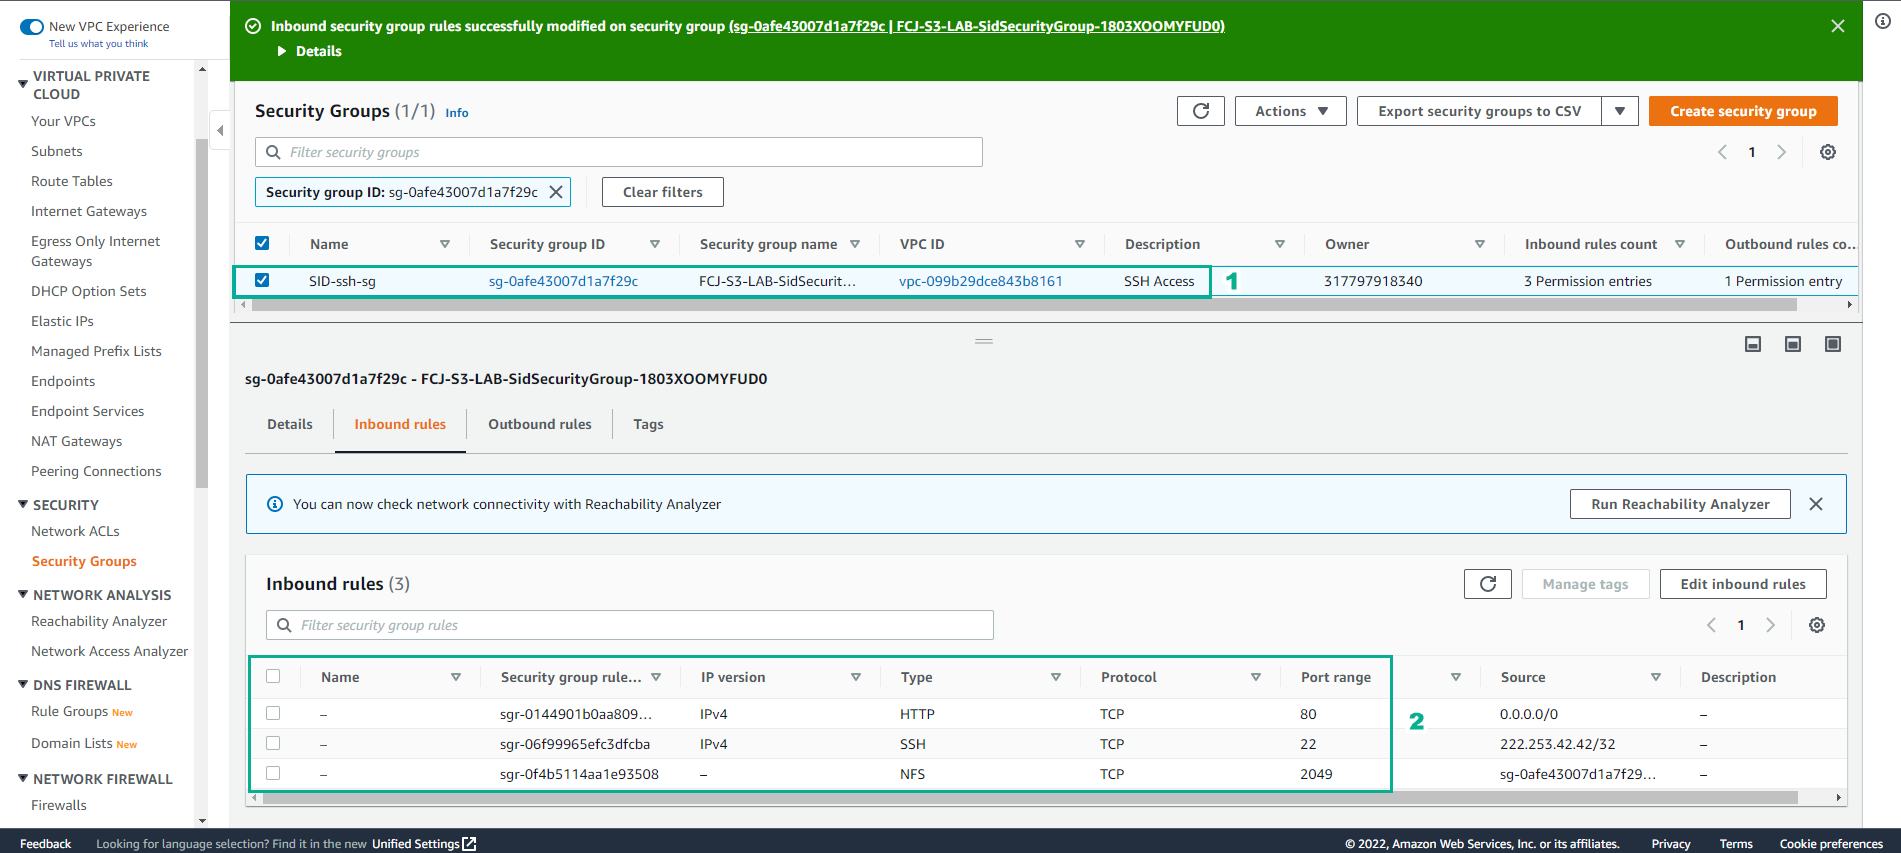 New VPC Experience
Tell us what you think
VIRTUAL PRIVATE CLOUD
Your VPCs
Subnets
Route Tables
Internet Gateways
Egress Only Internet Gateways
DHCP Option Sets
Elastic IPs
Managed Prefix Lists
Endpoints
Endpoint Services
NAT Gateways
Peering Connections
SECURITY
Network ACLs
Security Groups
NETWORK ANALYSIS
Reachability Analyzer
Network Access Analyzer
DNS FIREWALL
Rule Groups New
Domain Lists New
NETWORK FIREWALL
Firewalls
Inbound security group rules successfully modified on security group (sg-0afe43007d1a7f29c | FCJ-S3-LAB-SidSecurityGroup-1803XOOMYFUD0)
Details
Security Groups (1/1) Info
Actions
Export security groups to CSV
Create security group
Filter security groups
1
Security group ID: sg-0afe43007d1a7f29c
Clear filters
Name Security group ID Security group name VPC ID Description Owner Inbound rules count Outbound rules co...
SID-ssh-sg sg-0afe43007d1a7f29c FCJ-S3-LAB-SidSecurit... vpc-099b29dce843b8161 SSH Access 1 317797918340 3 Permission entries 1 Permission entry
sg-0afe43007d1a7f29c - FCJ-S3-LAB-SidSecurityGroup-1803XOOMYFUD0
Details Inbound rules Outbound rules Tags
You can now check network connectivity with Reachability Analyzer
Run Reachability Analyzer
Inbound rules (3)
Manage tags
Edit inbound rules
Filter security group rules
1
Name Security group rule... IP version Type Protocol Port range Source Description
– sgr-0144901b0aa809... IPv4 HTTP TCP 80 0.0.0.0/0 –
2
– sgr-06f99965efc3dfcba IPv4 SSH TCP 22 222.253.42.42/32 –
– sgr-0f4b5114aa1e93508 – NFS TCP 2049 sg-0afe43007d1a7f29... –
Feedback Looking for language selection? Find it in the new Unified Settings © 2022, Amazon Web Services, Inc. or its affiliates. Privacy Terms Cookie preferences